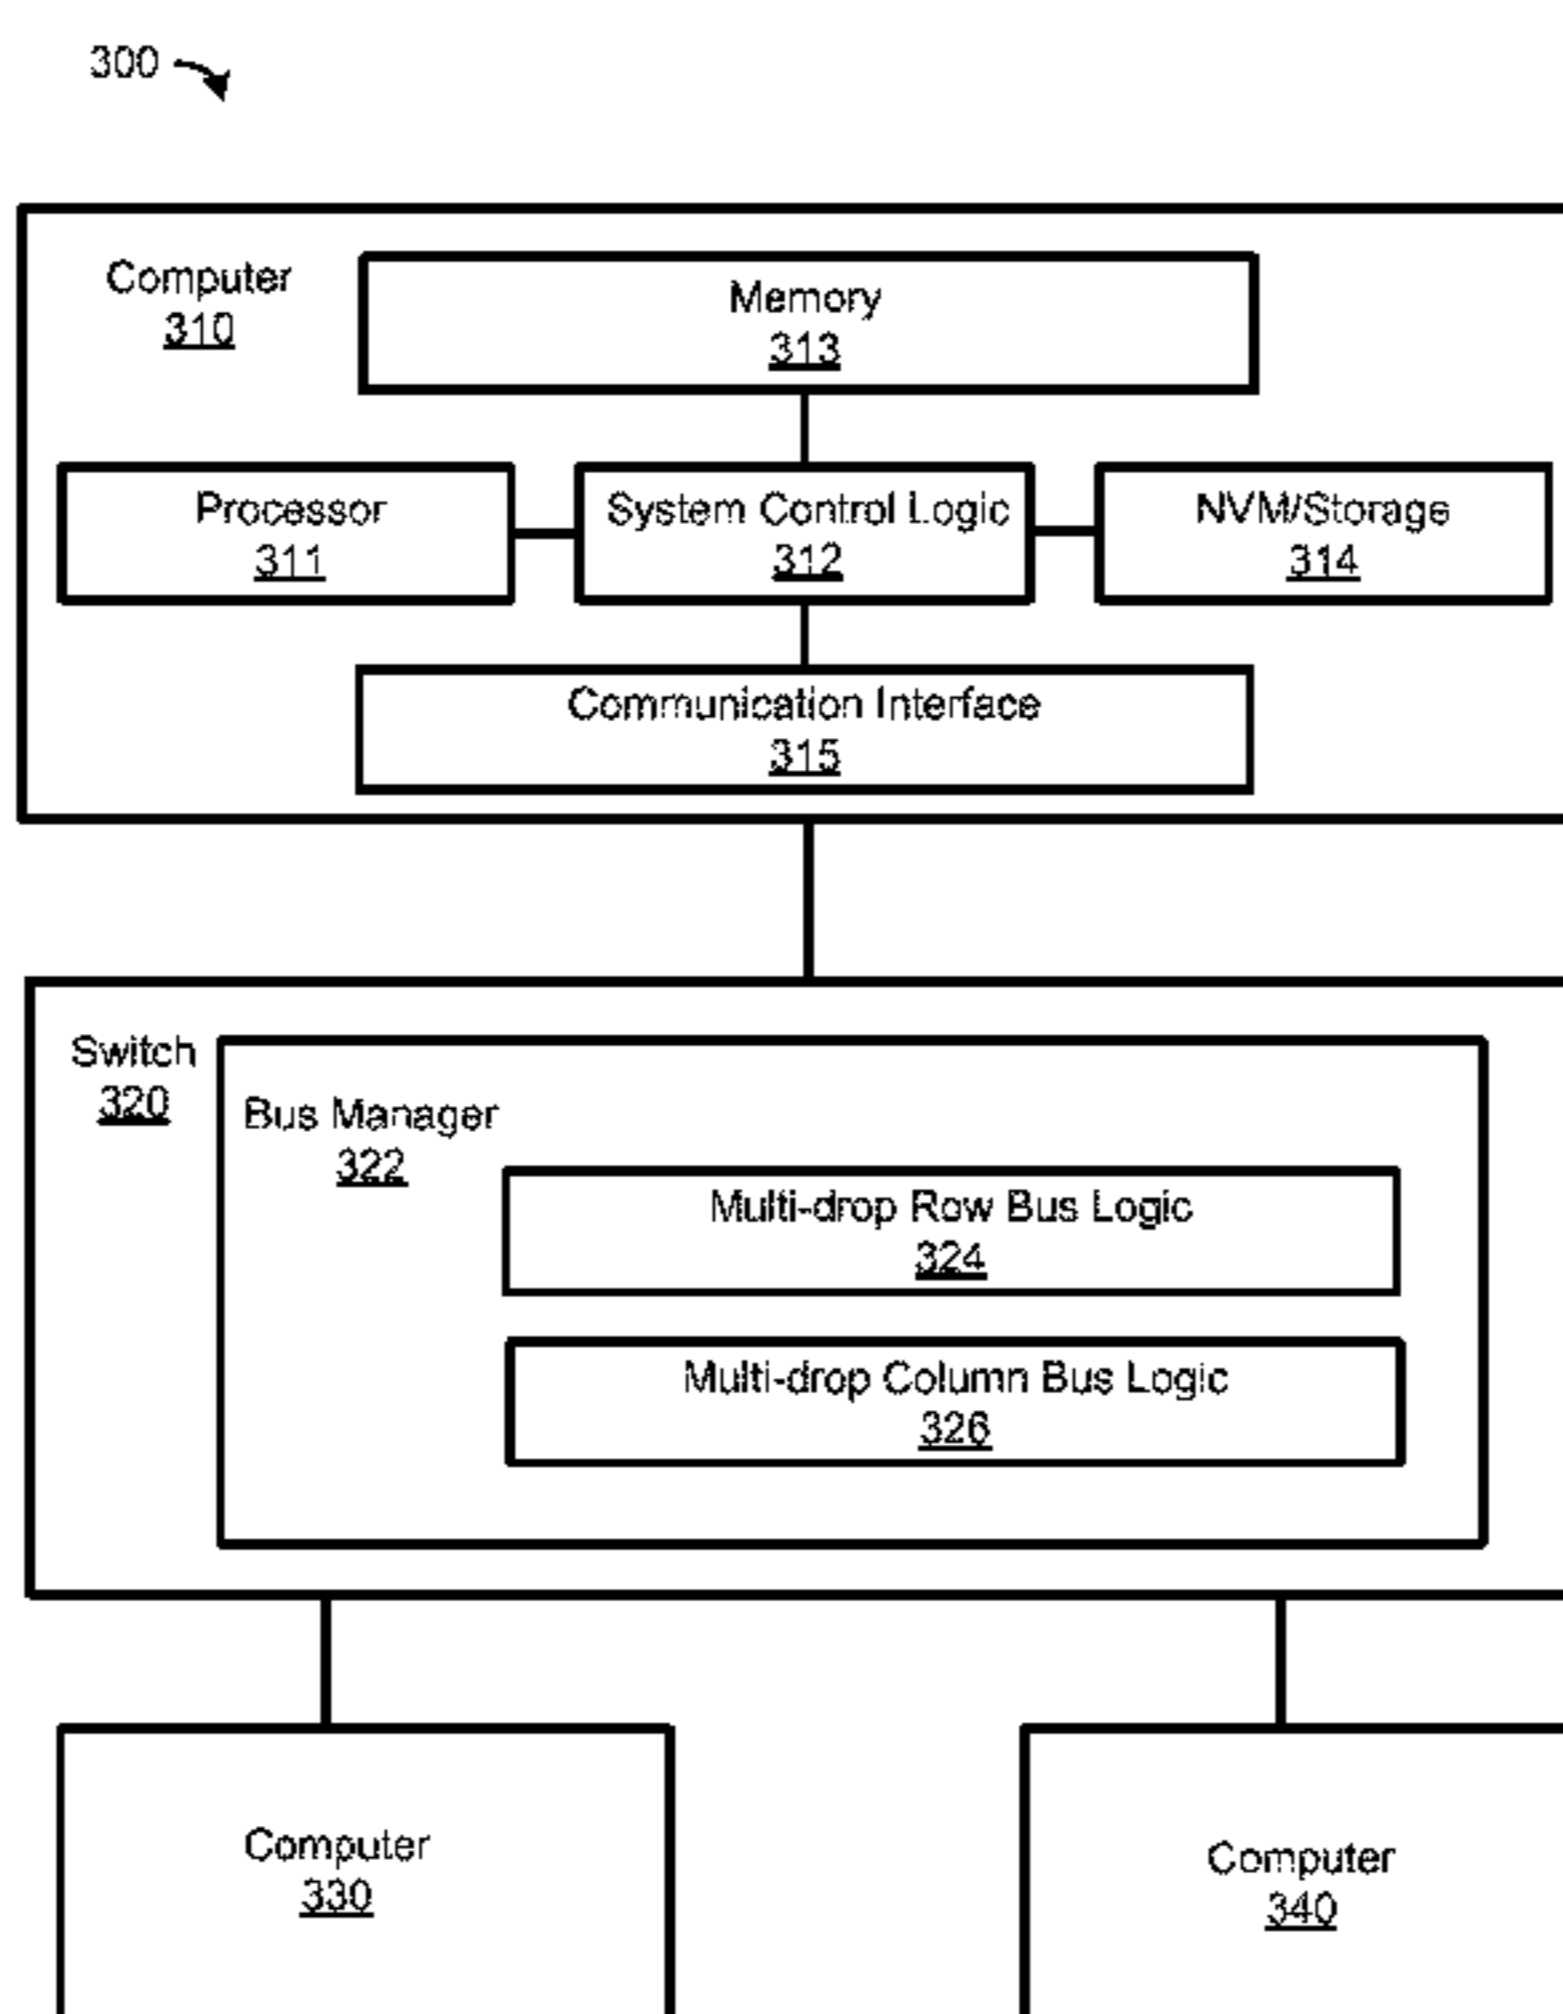 300
Computer
310
Memory
313
Processor
311
System Control Logic
312
NVM/Storage
314
Communication Interface
315
Switch
320
Bus Manager
322
Multi-drop Row Bus Logic
324
Multi-drop Column Bus Logic
326
Computer
330
Computer
340